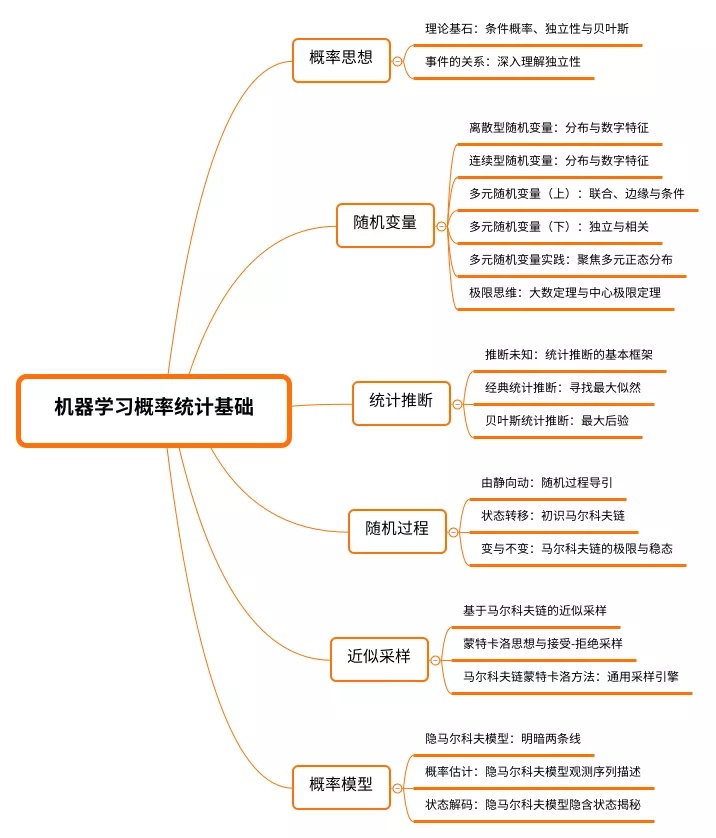 机器学习概率统计基础
概率思想
理论基石：条件概率、独立性与贝叶斯
事件的关系：深入理解独立性
随机变量
离散型随机变量：分布与数字特征
连续型随机变量：分布与数字特征
多元随机变量（上）：联合、边缘与条件
多元随机变量（下）：独立与相关
多元随机变量实践：聚焦多元正态分布
极限思维：大数定理与中心极限定理
统计推断
推断未知：统计推断的基本框架
经典统计推断：寻找最大似然
贝叶斯统计推断：最大后验
随机过程
由静向动：随机过程导引
状态转移：初识马尔科夫链
变与不变：马尔科夫链的极限与稳态
近似采样
基于马尔科夫链的近似采样
蒙特卡洛思想与接受-拒绝采样
马尔科夫链蒙特卡洛方法：通用采样引擎
概率模型
隐马尔科夫模型：明暗两条线
概率估计：隐马尔科夫模型观测序列描述
状态解码：隐马尔科夫模型隐含状态揭秘